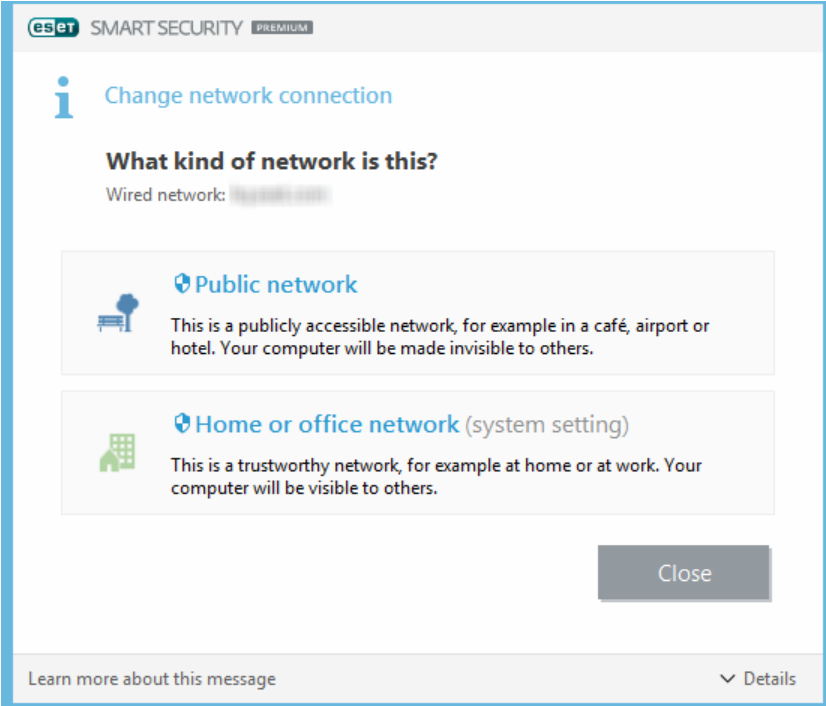 eset SMART SECURITY PREMIUM
Change network connection
What kind of network is this?
Wired network:
Public network
This is a publicly accessible network, for example in a café, airport or
hotel. Your computer will be made invisible to others.
Home or office network (system setting)
This is a trustworthy network, for example at home or at work. Your
computer will be visible to others.
Close
Learn more about this message
Details